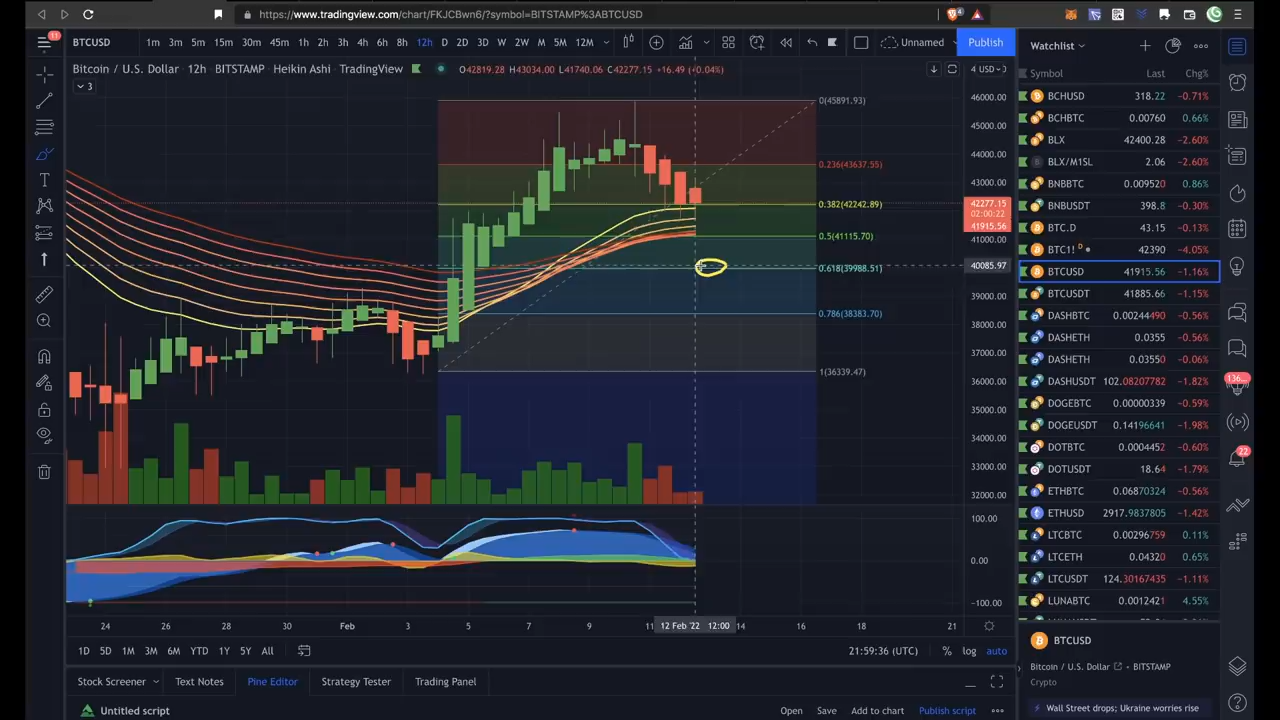 https://www.tradingview.com/chart/FKJCBwn6/?symbol=BITSTAMP%3ABTCUSD
4
11
BTCUSD 1m 3m 5m 15m 30m 45m 1h 2h 3h 4h 6h 8h 12h D 2D 3D W 2W M 5M 12M Unnamed Publish
Watchlist
Bitcoin / U.S. Dollar · 12h · BITSTAMP · Heikin Ashi · TradingView
O42819.28 H43034.00 L41740.06 C42277.15 +16.49 (+0.04%)
3
4 USD
Symbol Last Chg%
BCHUSD 318.22 −0.71%
BCHBTC 0.00760 0.66%
BLX 42400.28 −2.60%
BLX/M1SL 2.06 −2.60%
BNBBTC 0.009520 0.86%
BNBUSDT 398.8 −0.30%
BTC.D 43.15 −0.13%
BTC1! D 42390 −4.05%
BTCUSD 41915.56 −1.16%
BTCUSDT 41885.66 −1.15%
DASHBTC 0.00244490 −0.56%
DASHETH 0.0355 −0.56%
DASHETH 0.0350 −0.06%
DASHUSDT 102.08207782 −1.82%
DOGEBTC 0.00000339 −0.59%
DOGEUSDT 0.14196641 −1.98%
DOTBTC 0.0004452 −0.60%
DOTUSDT 18.64 −1.79%
ETHBTC 0.06870324 −0.56%
ETHUSD 2917.9837805 −1.42%
LTCBTC 0.00296759 0.11%
LTCETH 0.04320 0.65%
LTCUSDT 124.30167435 −1.11%
LUNABTC 0.0001242 4.55%
0(45891.93)
0.236(43637.55)
0.382(42242.89)
0.5(41115.70)
0.618(39988.51)
0.786(38383.70)
1(36339.47)
46000.00
45000.00
44000.00
43000.00
42277.15
02:00:22
41915.56
41000.00
40085.97
39000.00
38000.00
37000.00
36000.00
35000.00
34000.00
33000.00
32000.00
100.00
0.00
−100.00
136...
22
24 26 28 30 Feb 3 5 7 9 11 12 Feb '22 12:00 14 16 18 21
1D 5D 1M 3M 6M YTD 1Y 5Y All
21:59:36 (UTC) % log auto
BTCUSD
Bitcoin / U.S. Dollar · BITSTAMP
Crypto
Wall Street drops; Ukraine worries rise
Stock Screener Text Notes Pine Editor Strategy Tester Trading Panel
Untitled script Open Save Add to chart Publish script